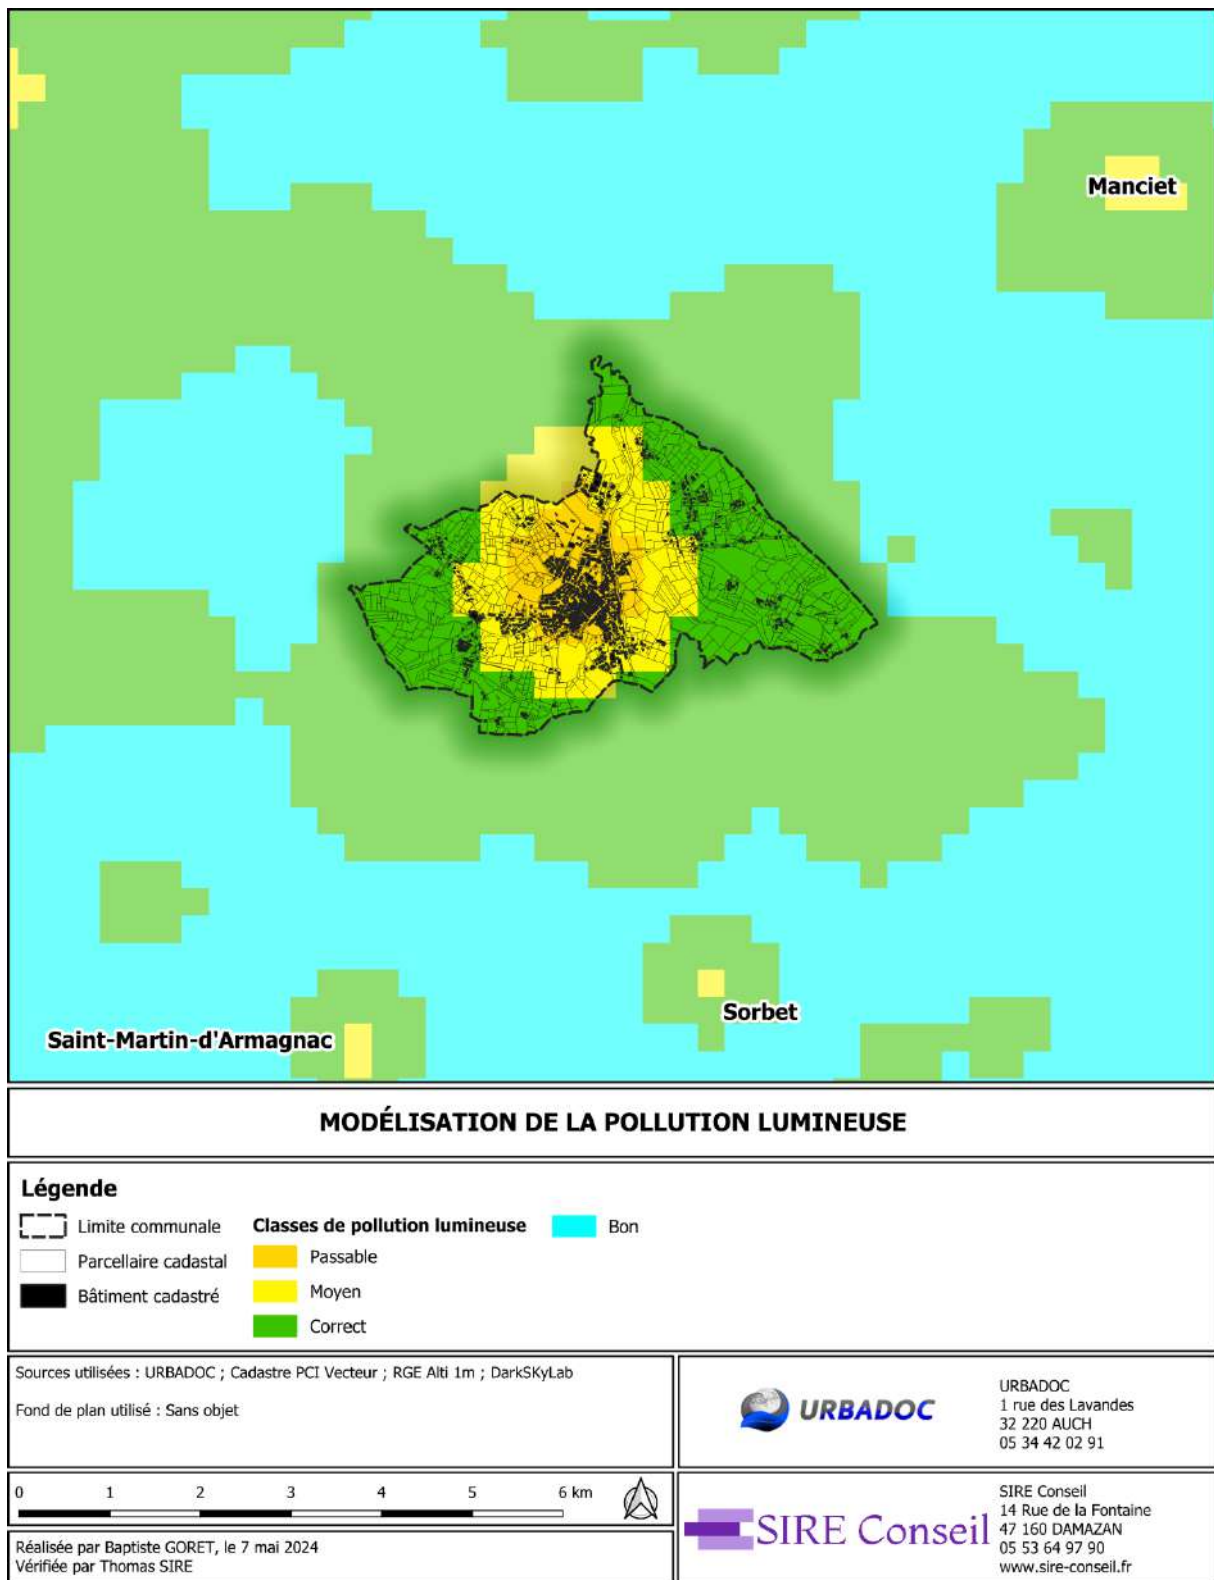 Manciet
Sorbet
Saint-Martin-d'Armagnac
MODÉLISATION DE LA POLLUTION LUMINEUSE
Légende
Limite communale
Parcellaire cadastal
Bâtiment cadastré
Classes de pollution lumineuse
Passable
Moyen
Correct
Bon
Sources utilisées : URBADOC ; Cadastre PCI Vecteur ; RGE Alti 1m ; DarkSKyLab
Fond de plan utilisé : Sans objet
URBADOC
URBADOC
1 rue des Lavandes
32 220 AUCH
05 34 42 02 91
0 1 2 3 4 5 6 km
Réalisée par Baptiste GORET, le 7 mai 2024
Vérifiée par Thomas SIRE
SIRE Conseil
SIRE Conseil
14 Rue de la Fontaine
47 160 DAMAZAN
05 53 64 97 90
www.sire-conseil.fr